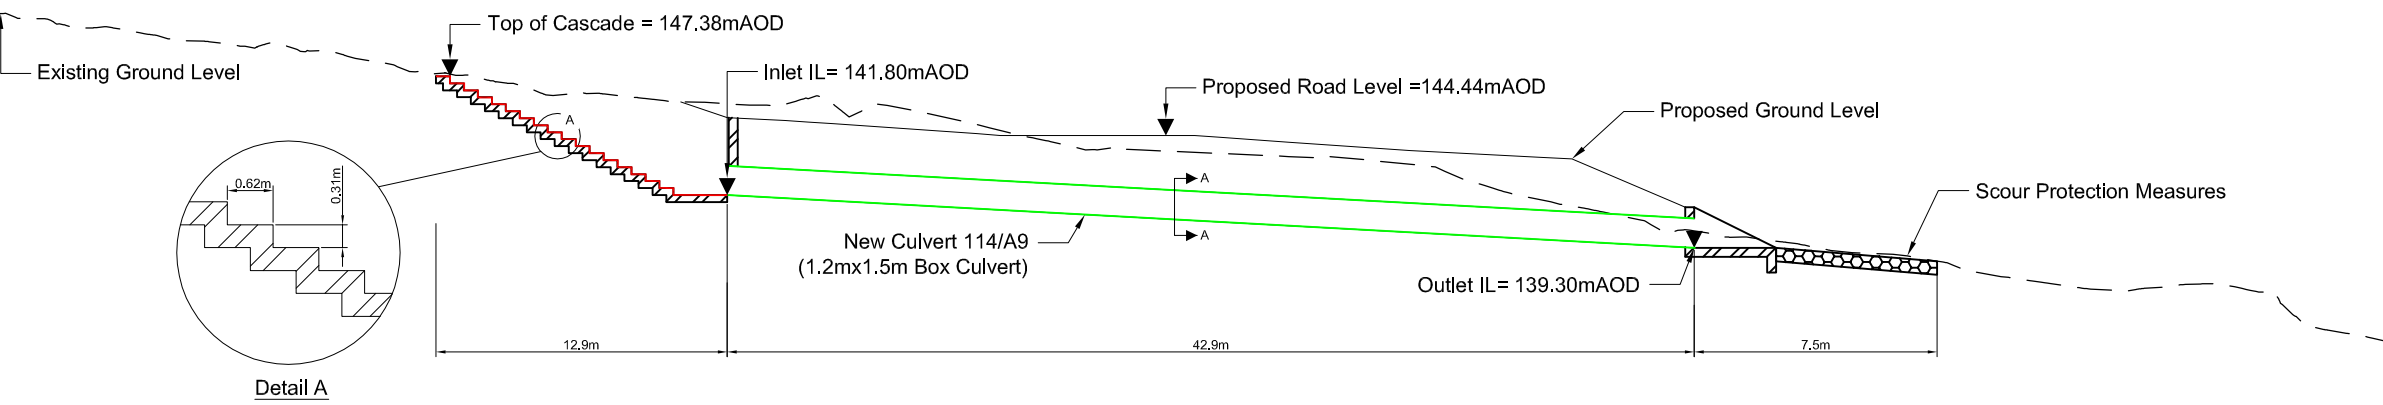 Top of Cascade = 147.38mAOD
Existing Ground Level
Inlet IL= 141.80mAOD
Proposed Road Level =144.44mAOD
Proposed Ground Level
A
0.62m
0.31m
A
A
Scour Protection Measures
New Culvert 114/A9
(1.2mx1.5m Box Culvert)
Outlet IL= 139.30mAOD
12.9m
42.9m
7.5m
Detail A